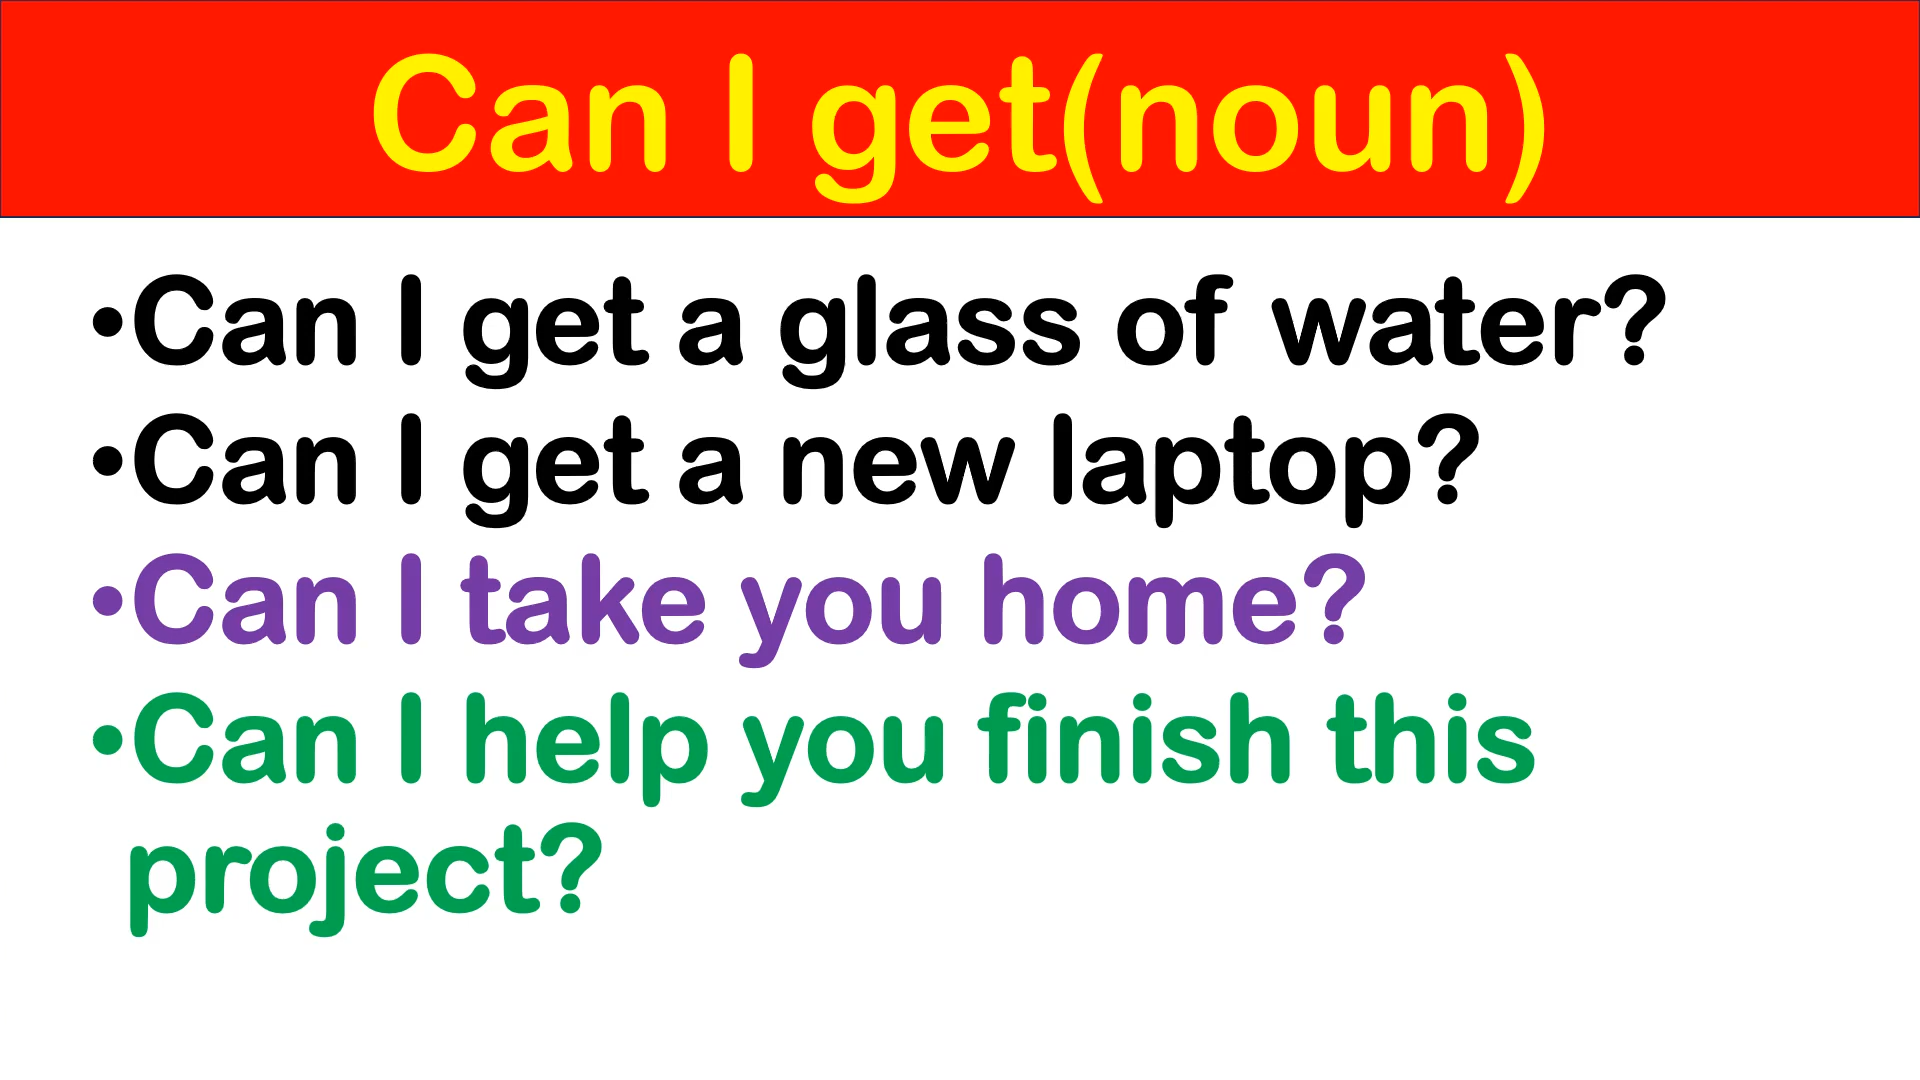 Can I get(noun)
•Can I get a glass of water?
•Can I get a new laptop?
•Can I take you home?
•Can I help you finish this
project?